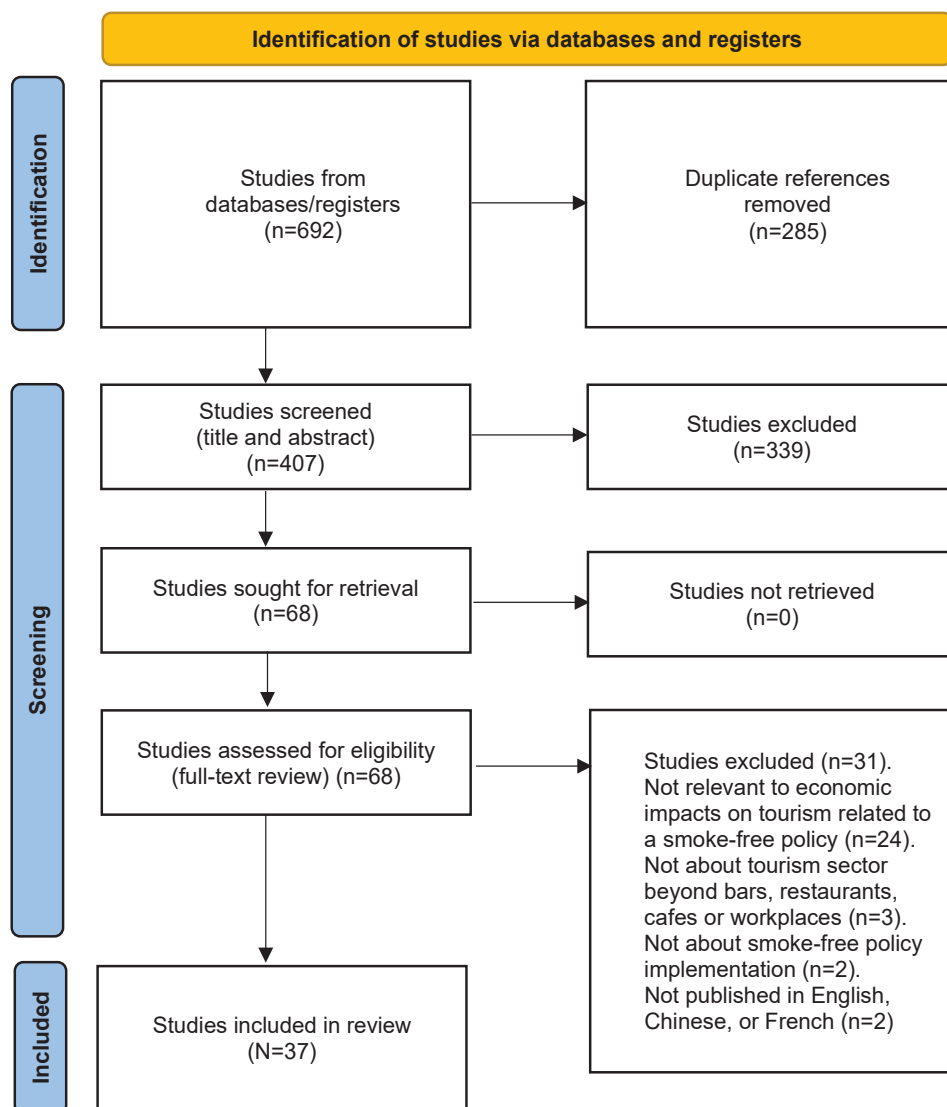 Identification of studies via databases and registers
Identification
Studies from
databases/registers
(n=692)
Duplicate references
removed
(n=285)
Screening
Studies screened
(title and abstract)
(n=407)
Studies excluded
(n=339)
Studies sought for retrieval
(n=68)
Studies not retrieved
(n=0)
Studies assessed for eligibility
(full-text review) (n=68)
Studies excluded (n=31).
Not relevant to economic
impacts on tourism related to
a smoke-free policy (n=24).
Not about tourism sector
beyond bars, restaurants,
cafes or workplaces (n=3).
Not about smoke-free policy
implementation (n=2).
Not published in English,
Chinese, or French (n=2)
Included
Studies included in review
(N=37)